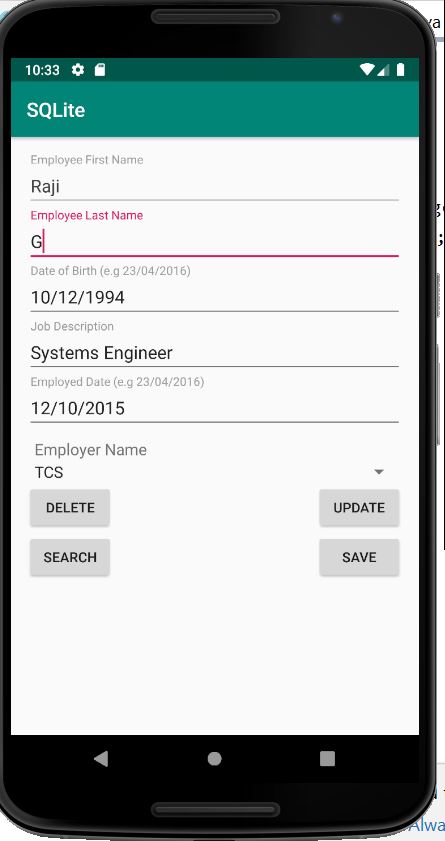 10:33
SQLite
Employee First Name
Raji
Employee Last Name
G
Date of Birth (e.g 23/04/2016)
10/12/1994
Job Description
Systems Engineer
Employed Date (e.g 23/04/2016)
12/10/2015
Employer Name
TCS
DELETE UPDATE
SEARCH SAVE
Alwa